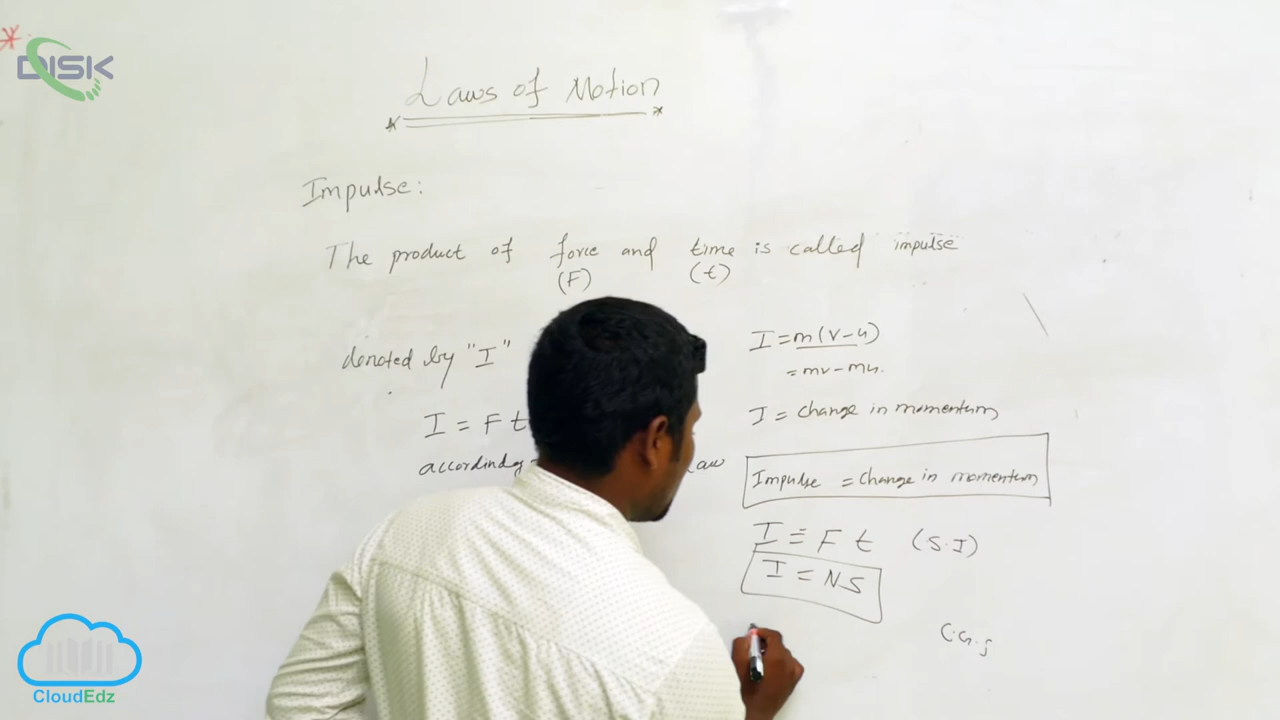 DISK
Laws of Motion
Impulse:
The product of force and time is called impulse
(F) (t)
denoted by "I"
I = F t
according
Law
I = m(v-u)
= mv - mu.
I = change in momentum
Impulse = change in momentum
I = F t (S.I)
I = NS
C.G.S
CloudEdz